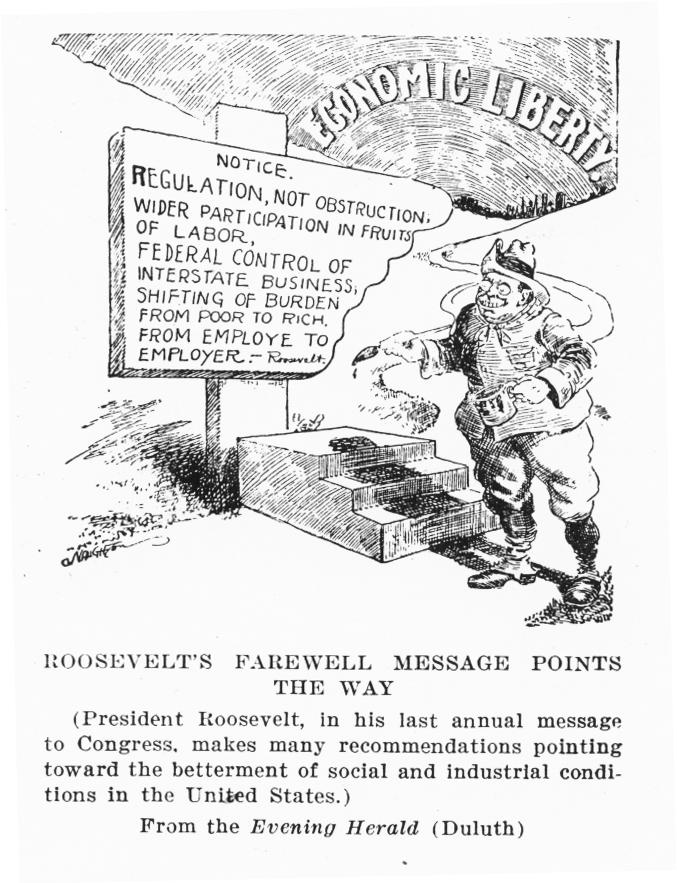 ECONOMIC LIBERTY.
NOTICE.
REGULATION, NOT OBSTRUCTION,
WIDER PARTICIPATION IN FRUITS
OF LABOR,
FEDERAL CONTROL OF
INTERSTATE BUSINESS,
SHIFTING OF BURDEN
FROM POOR TO RICH,
FROM EMPLOYE TO
EMPLOYER.— Roosevelt.
ROOSEVELT'S FAREWELL MESSAGE POINTS
THE WAY
(President Roosevelt, in his last annual message
to Congress, makes many recommendations pointing
toward the betterment of social and industrial condi-
tions in the United States.)
From the Evening Herald (Duluth)